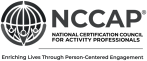 NCCAP®
NATIONAL CERTIFICATION COUNCIL
FOR ACTIVITY PROFESSIONALS
Enriching Lives Through Person-Centered Engagement